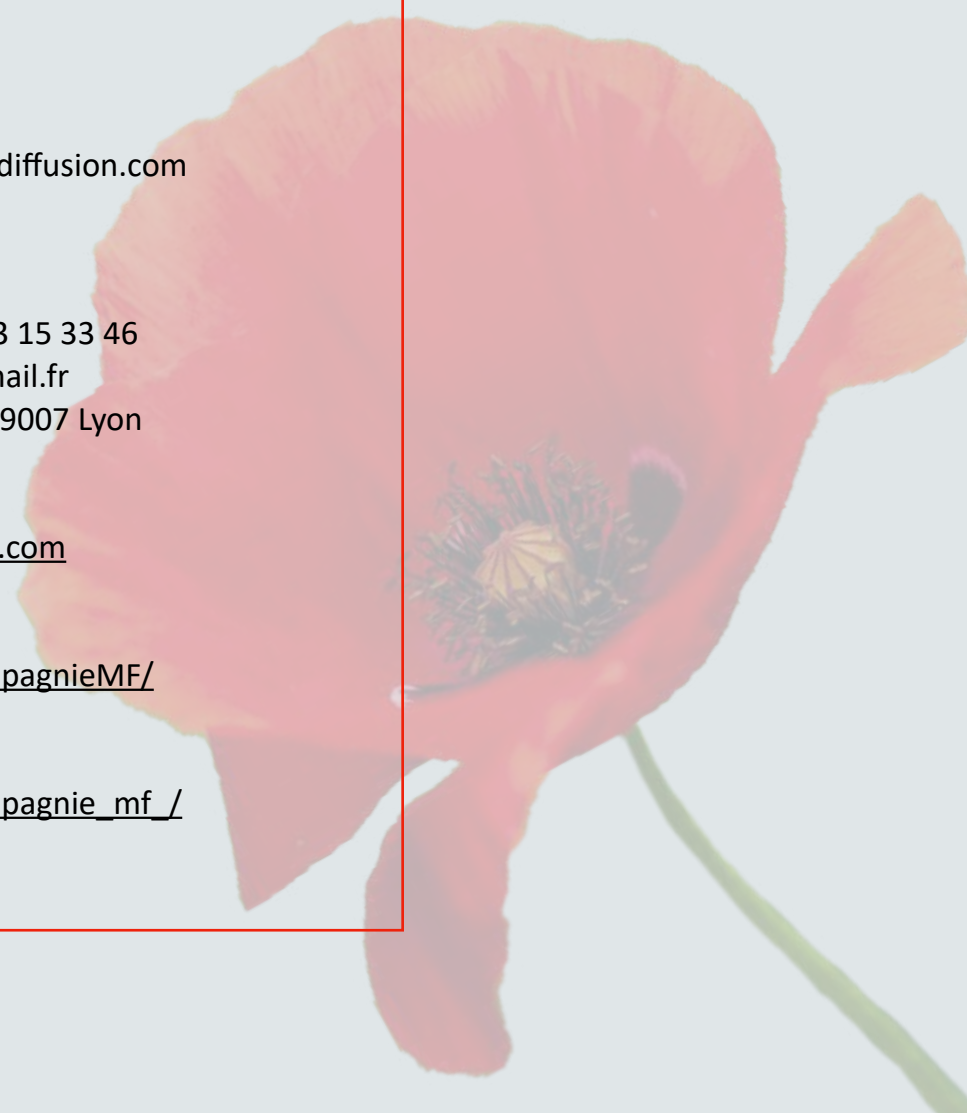 diffusion.com
3 15 33 46
nail.fr
9007 Lyon
.com
pagnieMF/
pagnie_mf_/